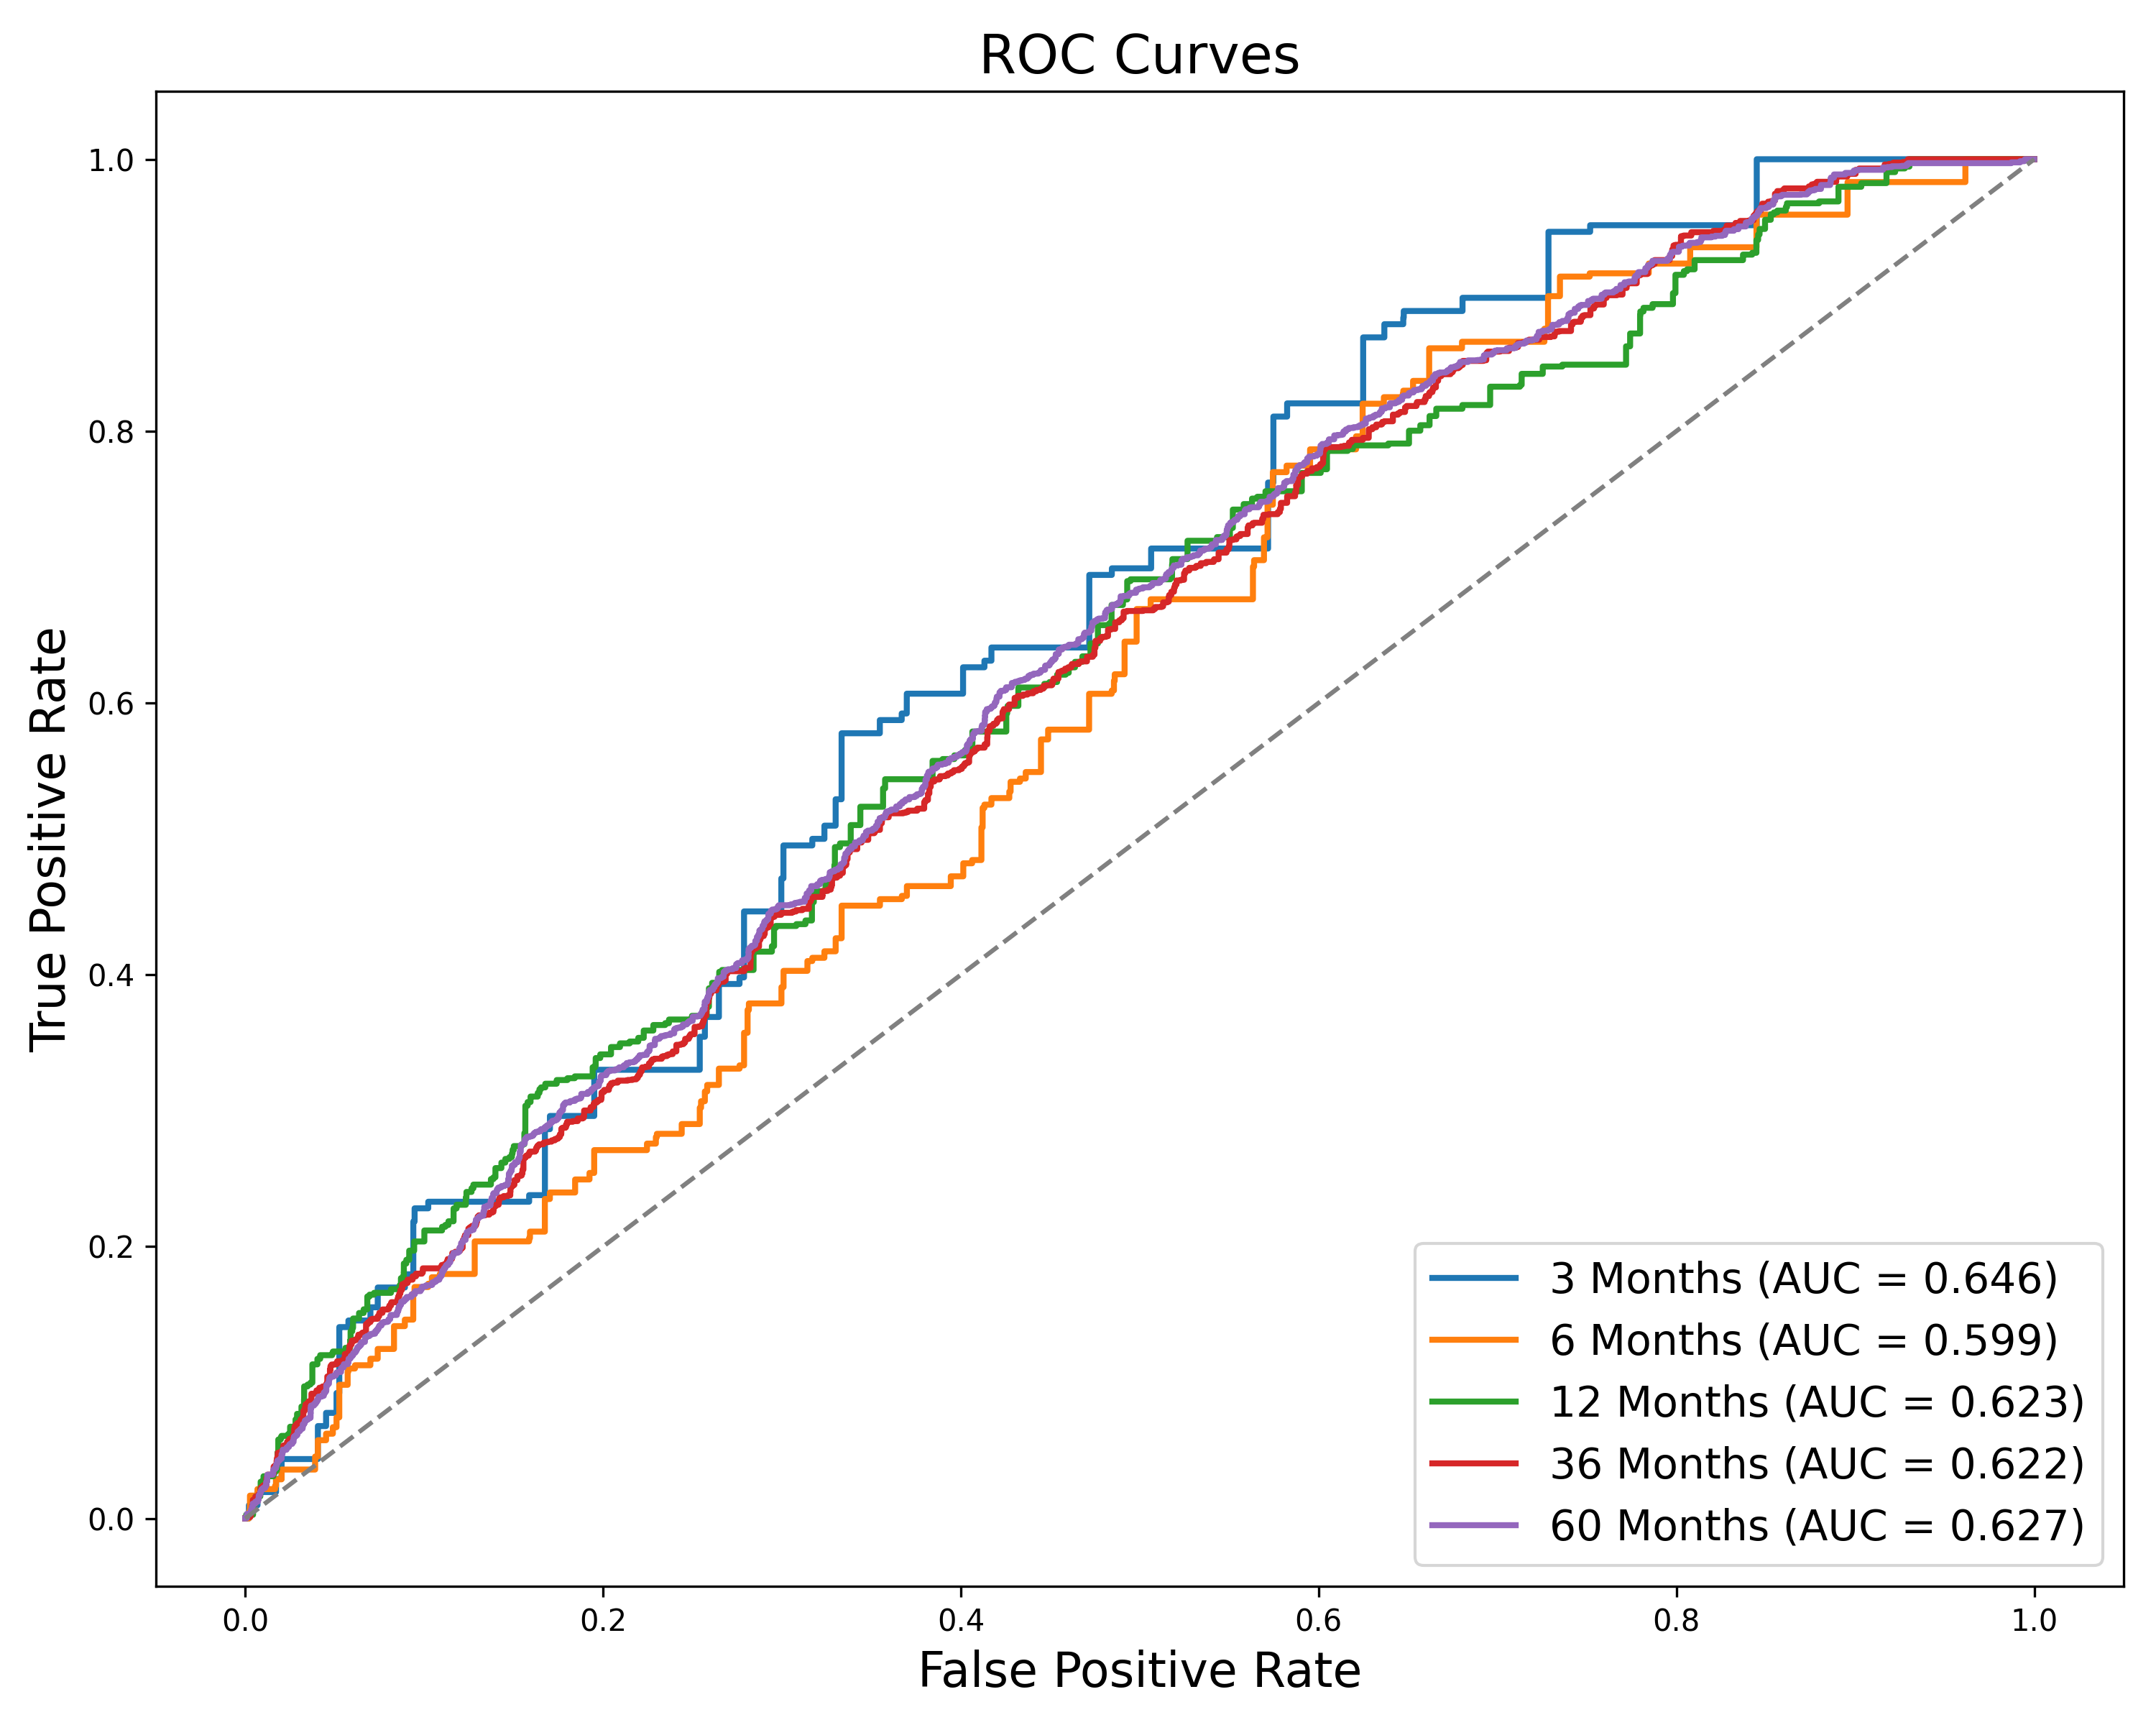 ROC Curves
1.0
0.8
0.6
0.4
0.2
0.0
True Positive Rate
3 Months (AUC = 0.646)
6 Months (AUC = 0.599)
12 Months (AUC = 0.623)
36 Months (AUC = 0.622)
60 Months (AUC = 0.627)
0.0 0.2 0.4 0.6 0.8 1.0
False Positive Rate